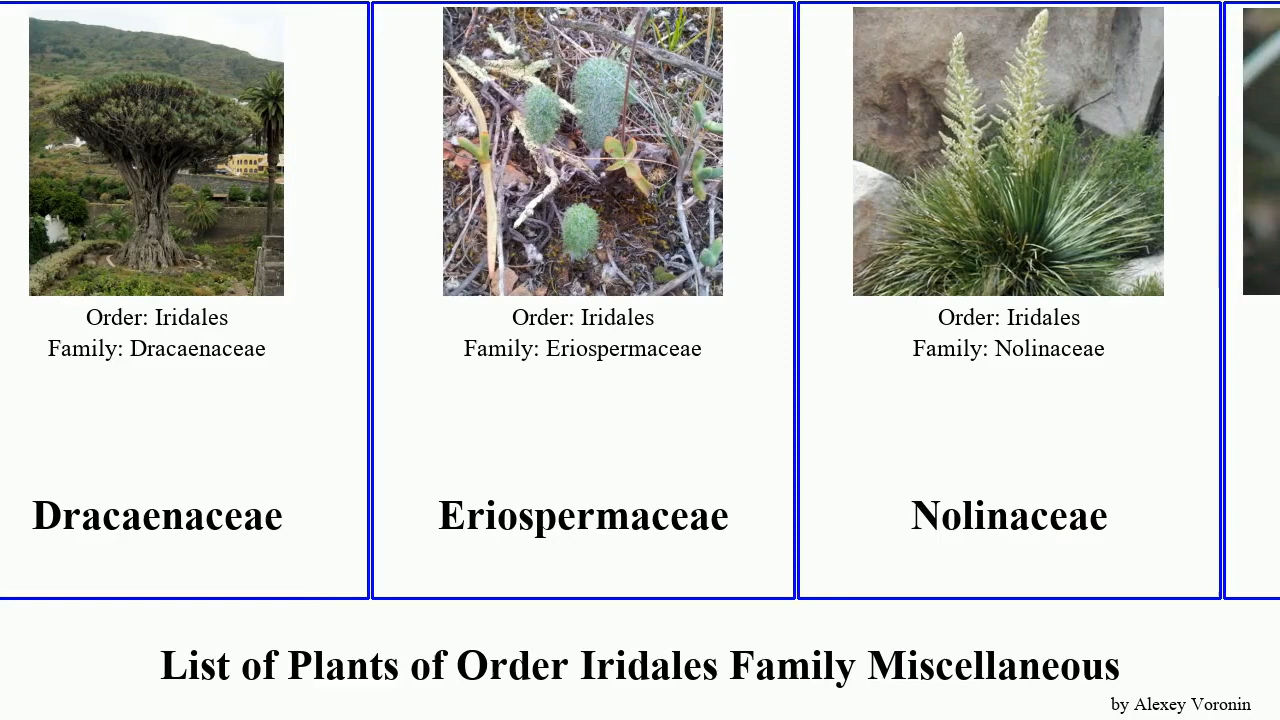 Order: Iridales
Family: Dracaenaceae
Dracaenaceae
Order: Iridales
Family: Eriospermaceae
Eriospermaceae
Order: Iridales
Family: Nolinaceae
Nolinaceae
List of Plants of Order Iridales Family Miscellaneous
by Alexey Voronin